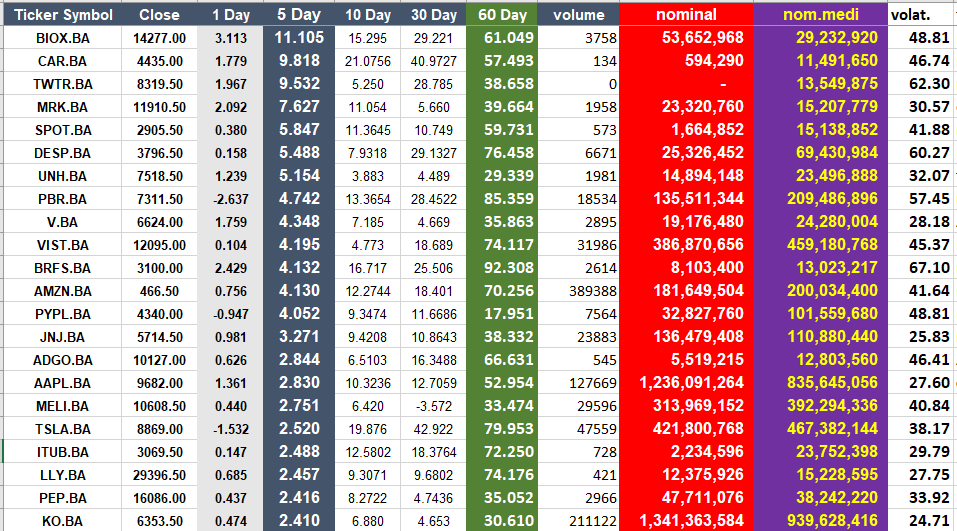 Ticker Symbol Close 1 Day 5 Day 10 Day 30 Day 60 Day volume nominal nom.medi volat.
BIOX.BA 14277.00 3.113 11.105 15.295 29.221 61.049 3758 53,652,968 29,232,920 48.81
CAR.BA 4435.00 1.779 9.818 21.0756 40.9727 57.493 134 594,290 11,491,650 46.74
TWTR.BA 8319.50 1.967 9.532 5.250 28.785 38.658 0 - 13,549,875 62.30
MRK.BA 11910.50 2.092 7.627 11.054 5.660 39.664 1958 23,320,760 15,207,779 30.57
SPOT.BA 2905.50 0.380 5.847 11.3645 10.749 59.731 573 1,664,852 15,138,852 41.88
DESP.BA 3796.50 0.158 5.488 7.9318 29.1327 76.458 6671 25,326,452 69,430,984 60.27
UNH.BA 7518.50 1.239 5.154 3.883 4.489 29.339 1981 14,894,148 23,496,888 32.07
PBR.BA 7311.50 -2.637 4.742 13.3654 28.4522 85.359 18534 135,511,344 209,486,896 57.45
V.BA 6624.00 1.759 4.348 7.185 4.669 35.863 2895 19,176,480 24,280,004 28.18
VIST.BA 12095.00 0.104 4.195 4.773 18.689 74.117 31986 386,870,656 459,180,768 45.37
BRFS.BA 3100.00 2.429 4.132 16.717 25.506 92.308 2614 8,103,400 13,023,217 67.10
AMZN.BA 466.50 0.756 4.130 12.2744 18.401 70.256 389388 181,649,504 200,034,400 41.64
PYPL.BA 4340.00 -0.947 4.052 9.3474 11.6686 17.951 7564 32,827,760 101,559,680 48.81
JNJ.BA 5714.50 0.981 3.271 9.4208 10.8643 38.332 23883 136,479,408 110,880,440 25.83
ADGO.BA 10127.00 0.626 2.844 6.5103 16.3488 66.631 545 5,519,215 12,803,560 46.41
AAPL.BA 9682.00 1.361 2.830 10.3236 12.7059 52.954 127669 1,236,091,264 835,645,056 27.60
MELI.BA 10608.50 0.440 2.751 6.420 -3.572 33.474 29596 313,969,152 392,294,336 40.84
TSLA.BA 8869.00 -1.532 2.520 19.876 42.922 79.953 47559 421,800,768 467,382,144 38.17
ITUB.BA 3069.50 0.147 2.488 12.5802 18.3764 72.250 728 2,234,596 23,752,398 29.79
LLY.BA 29396.50 0.685 2.457 9.3071 9.6802 74.176 421 12,375,926 15,228,595 27.75
PEP.BA 16086.00 0.437 2.416 8.2722 4.7436 35.052 2966 47,711,076 38,242,220 33.92
KO.BA 6353.50 0.474 2.410 6.880 4.653 30.610 211122 1,341,363,584 939,628,416 24.71